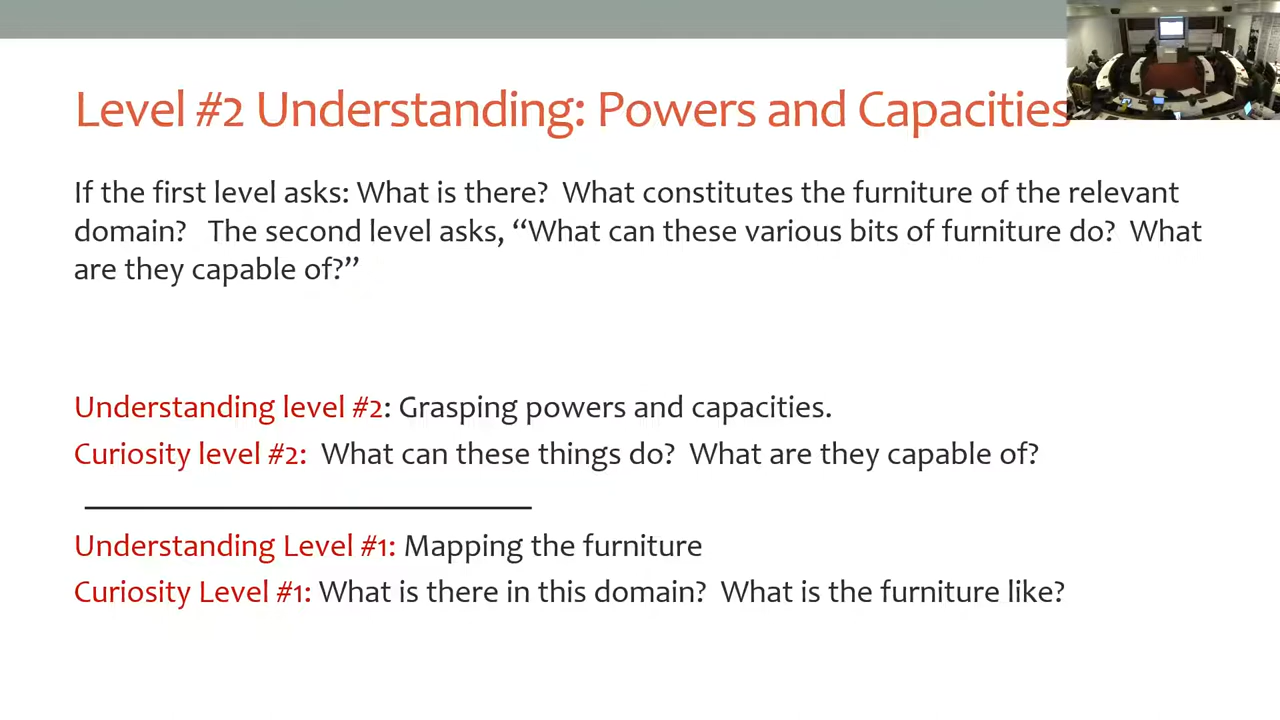 Level #2 Understanding: Powers and Capacities
If the first level asks: What is there?  What constitutes the furniture of the relevant
domain?   The second level asks, “What can these various bits of furniture do?  What
are they capable of?”
Understanding level #2: Grasping powers and capacities.
Curiosity level #2:  What can these things do?  What are they capable of?
Understanding Level #1: Mapping the furniture
Curiosity Level #1: What is there in this domain?  What is the furniture like?